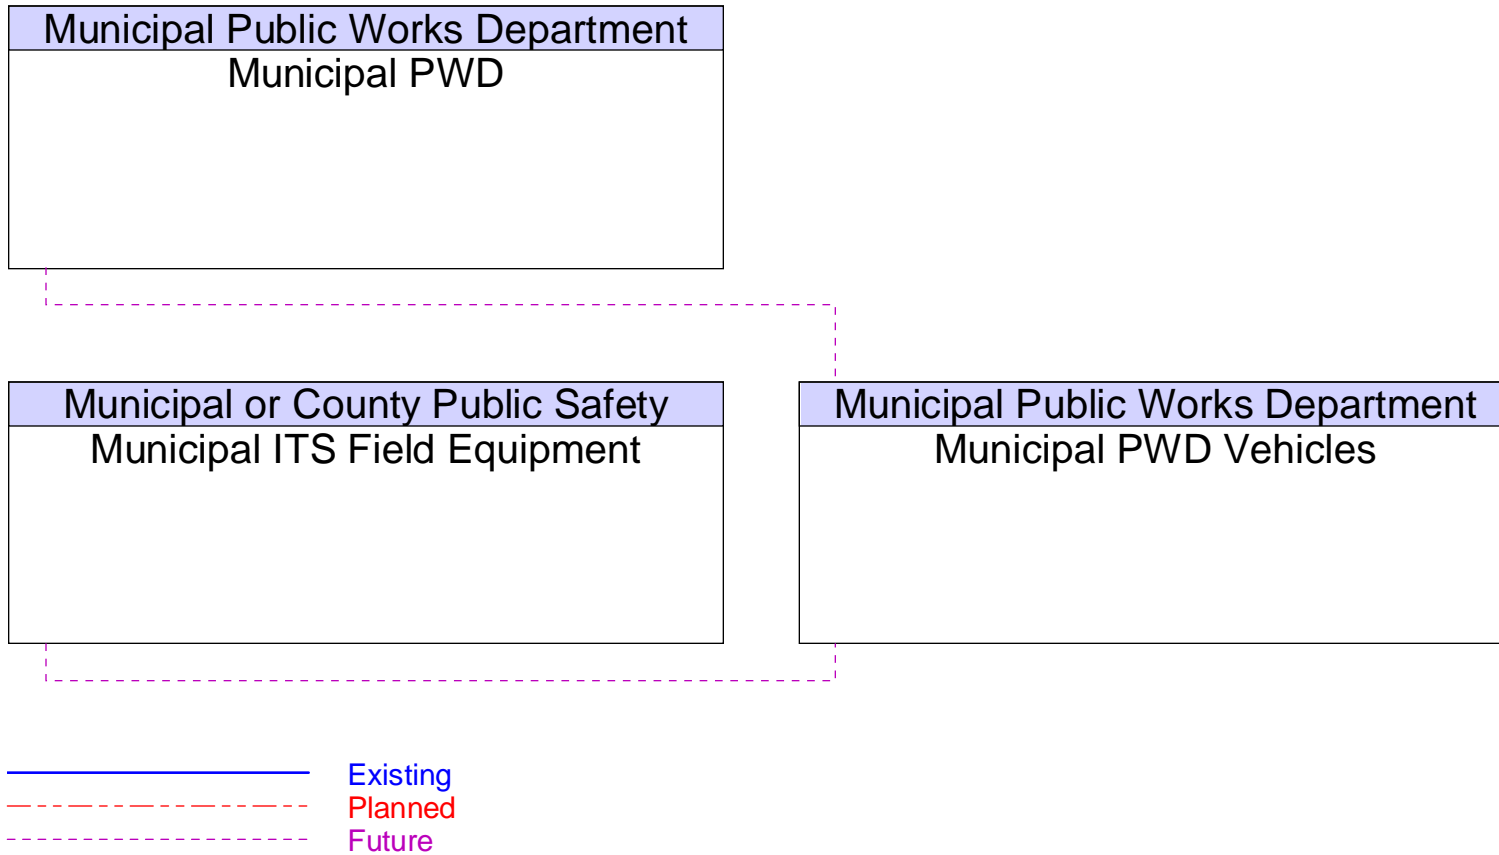 Municipal Public Works Department
Municipal PWD
Municipal or County Public Safety
Municipal ITS Field Equipment
Municipal Public Works Department
Municipal PWD Vehicles
Existing
Planned
Future